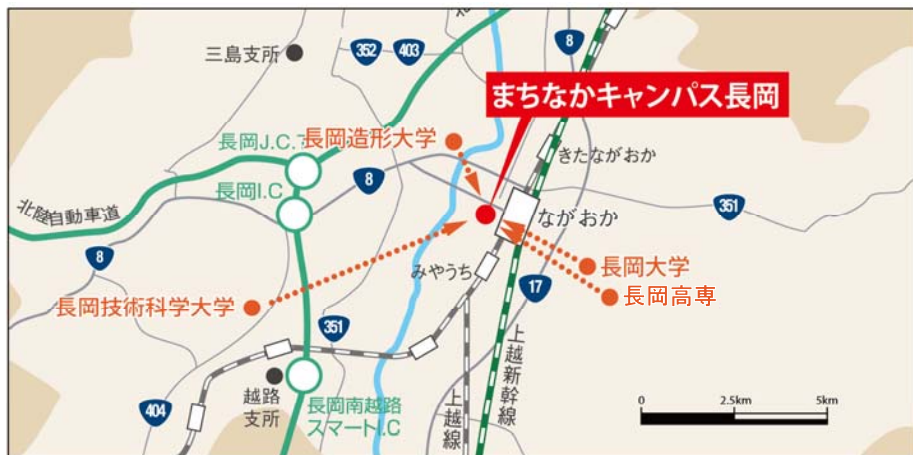 352
403
8
三島支所
まちなかキャンパス長岡
長岡J.C.T
長岡造形大学
きたながおか
8
長岡I.C
351
北陸自動車道
ながおか
8
みやうち
長岡大学
17
長岡高専
長岡技術科学大学
351
上越新幹線
越路
支所
404
長岡南越路
スマートI.C
上越線
0
2.5km
5km